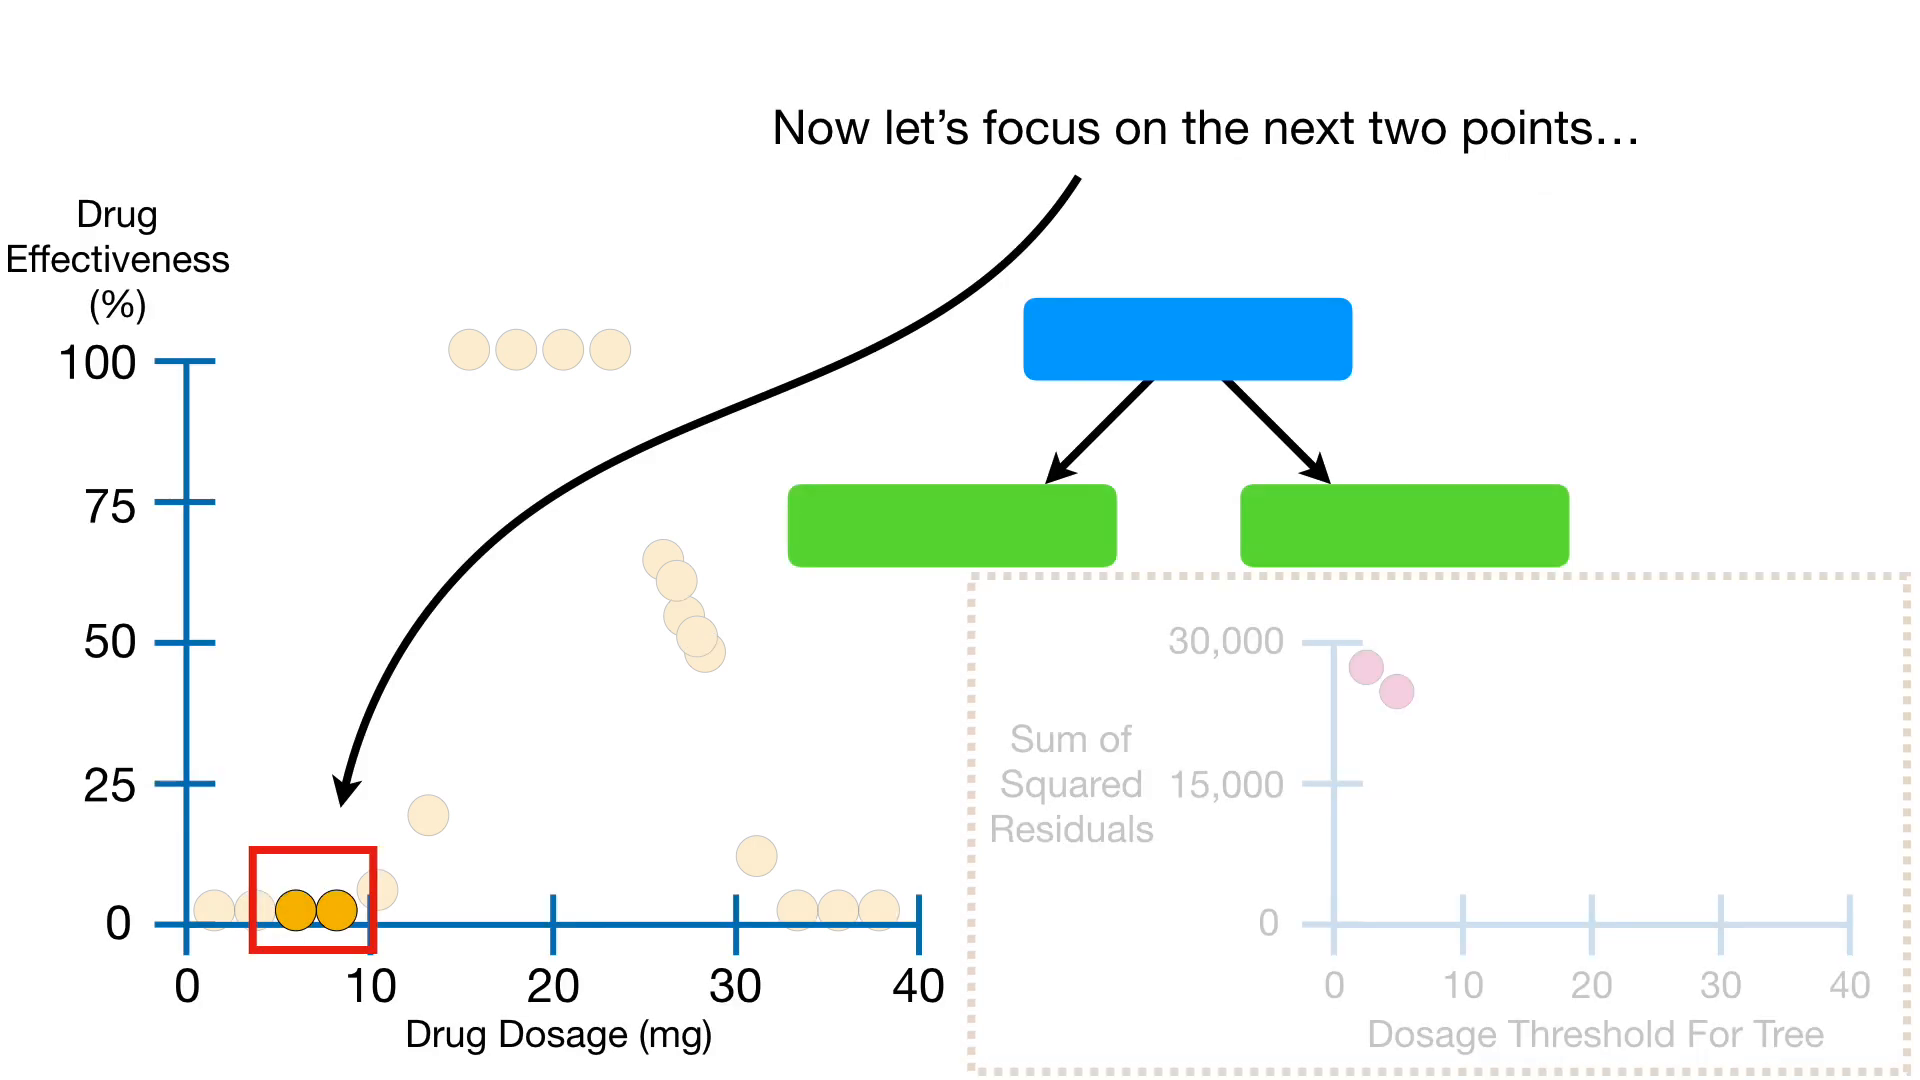 Now let’s focus on the next two points…
Drug
Effectiveness
(%)
100
75
50
25
0
0 10 20 30 40
Drug Dosage (mg)
Sum of
Squared
Residuals
30,000
15,000
0
0 10 20 30 40
Dosage Threshold For Tree